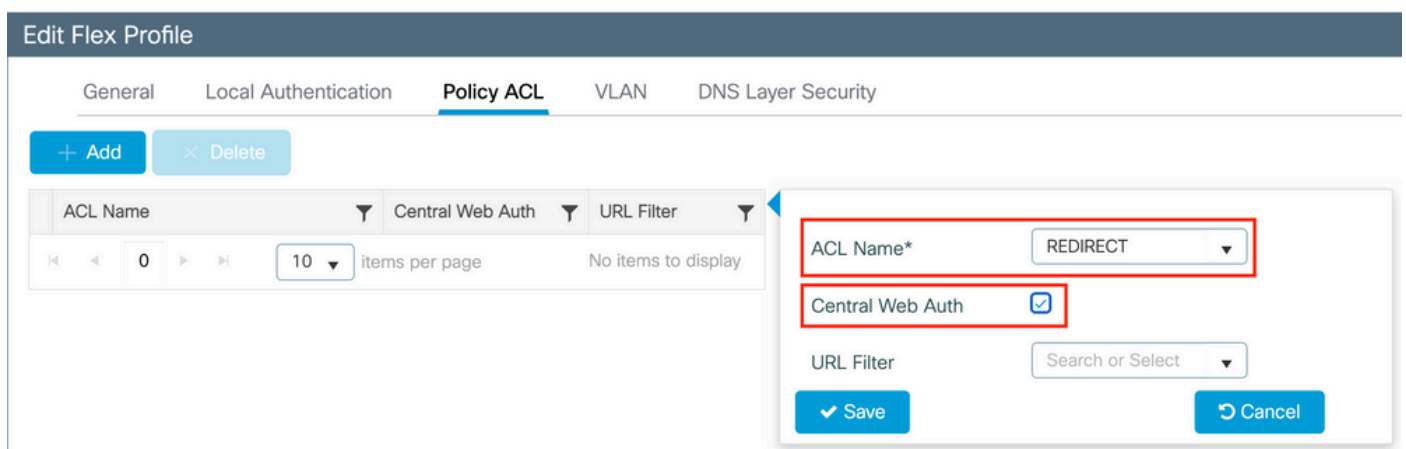 Edit Flex Profile
General Local Authentication Policy ACL VLAN DNS Layer Security
+ Add × Delete
ACL Name Central Web Auth URL Filter
0 10 items per page No items to display
ACL Name* REDIRECT
Central Web Auth
URL Filter Search or Select
Save Cancel